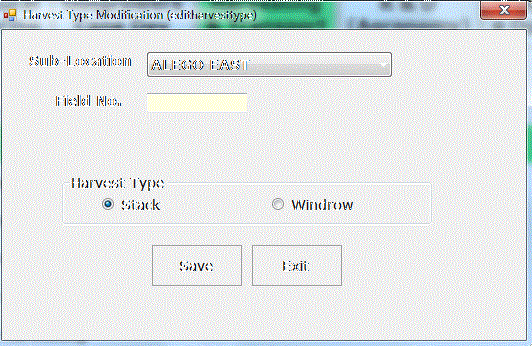 Harvest Type Modification (editharvesttype)
Sub-Location
ALEGO EAST
Field No.
Harvest Type
Stack
Windrow
Save
Exit